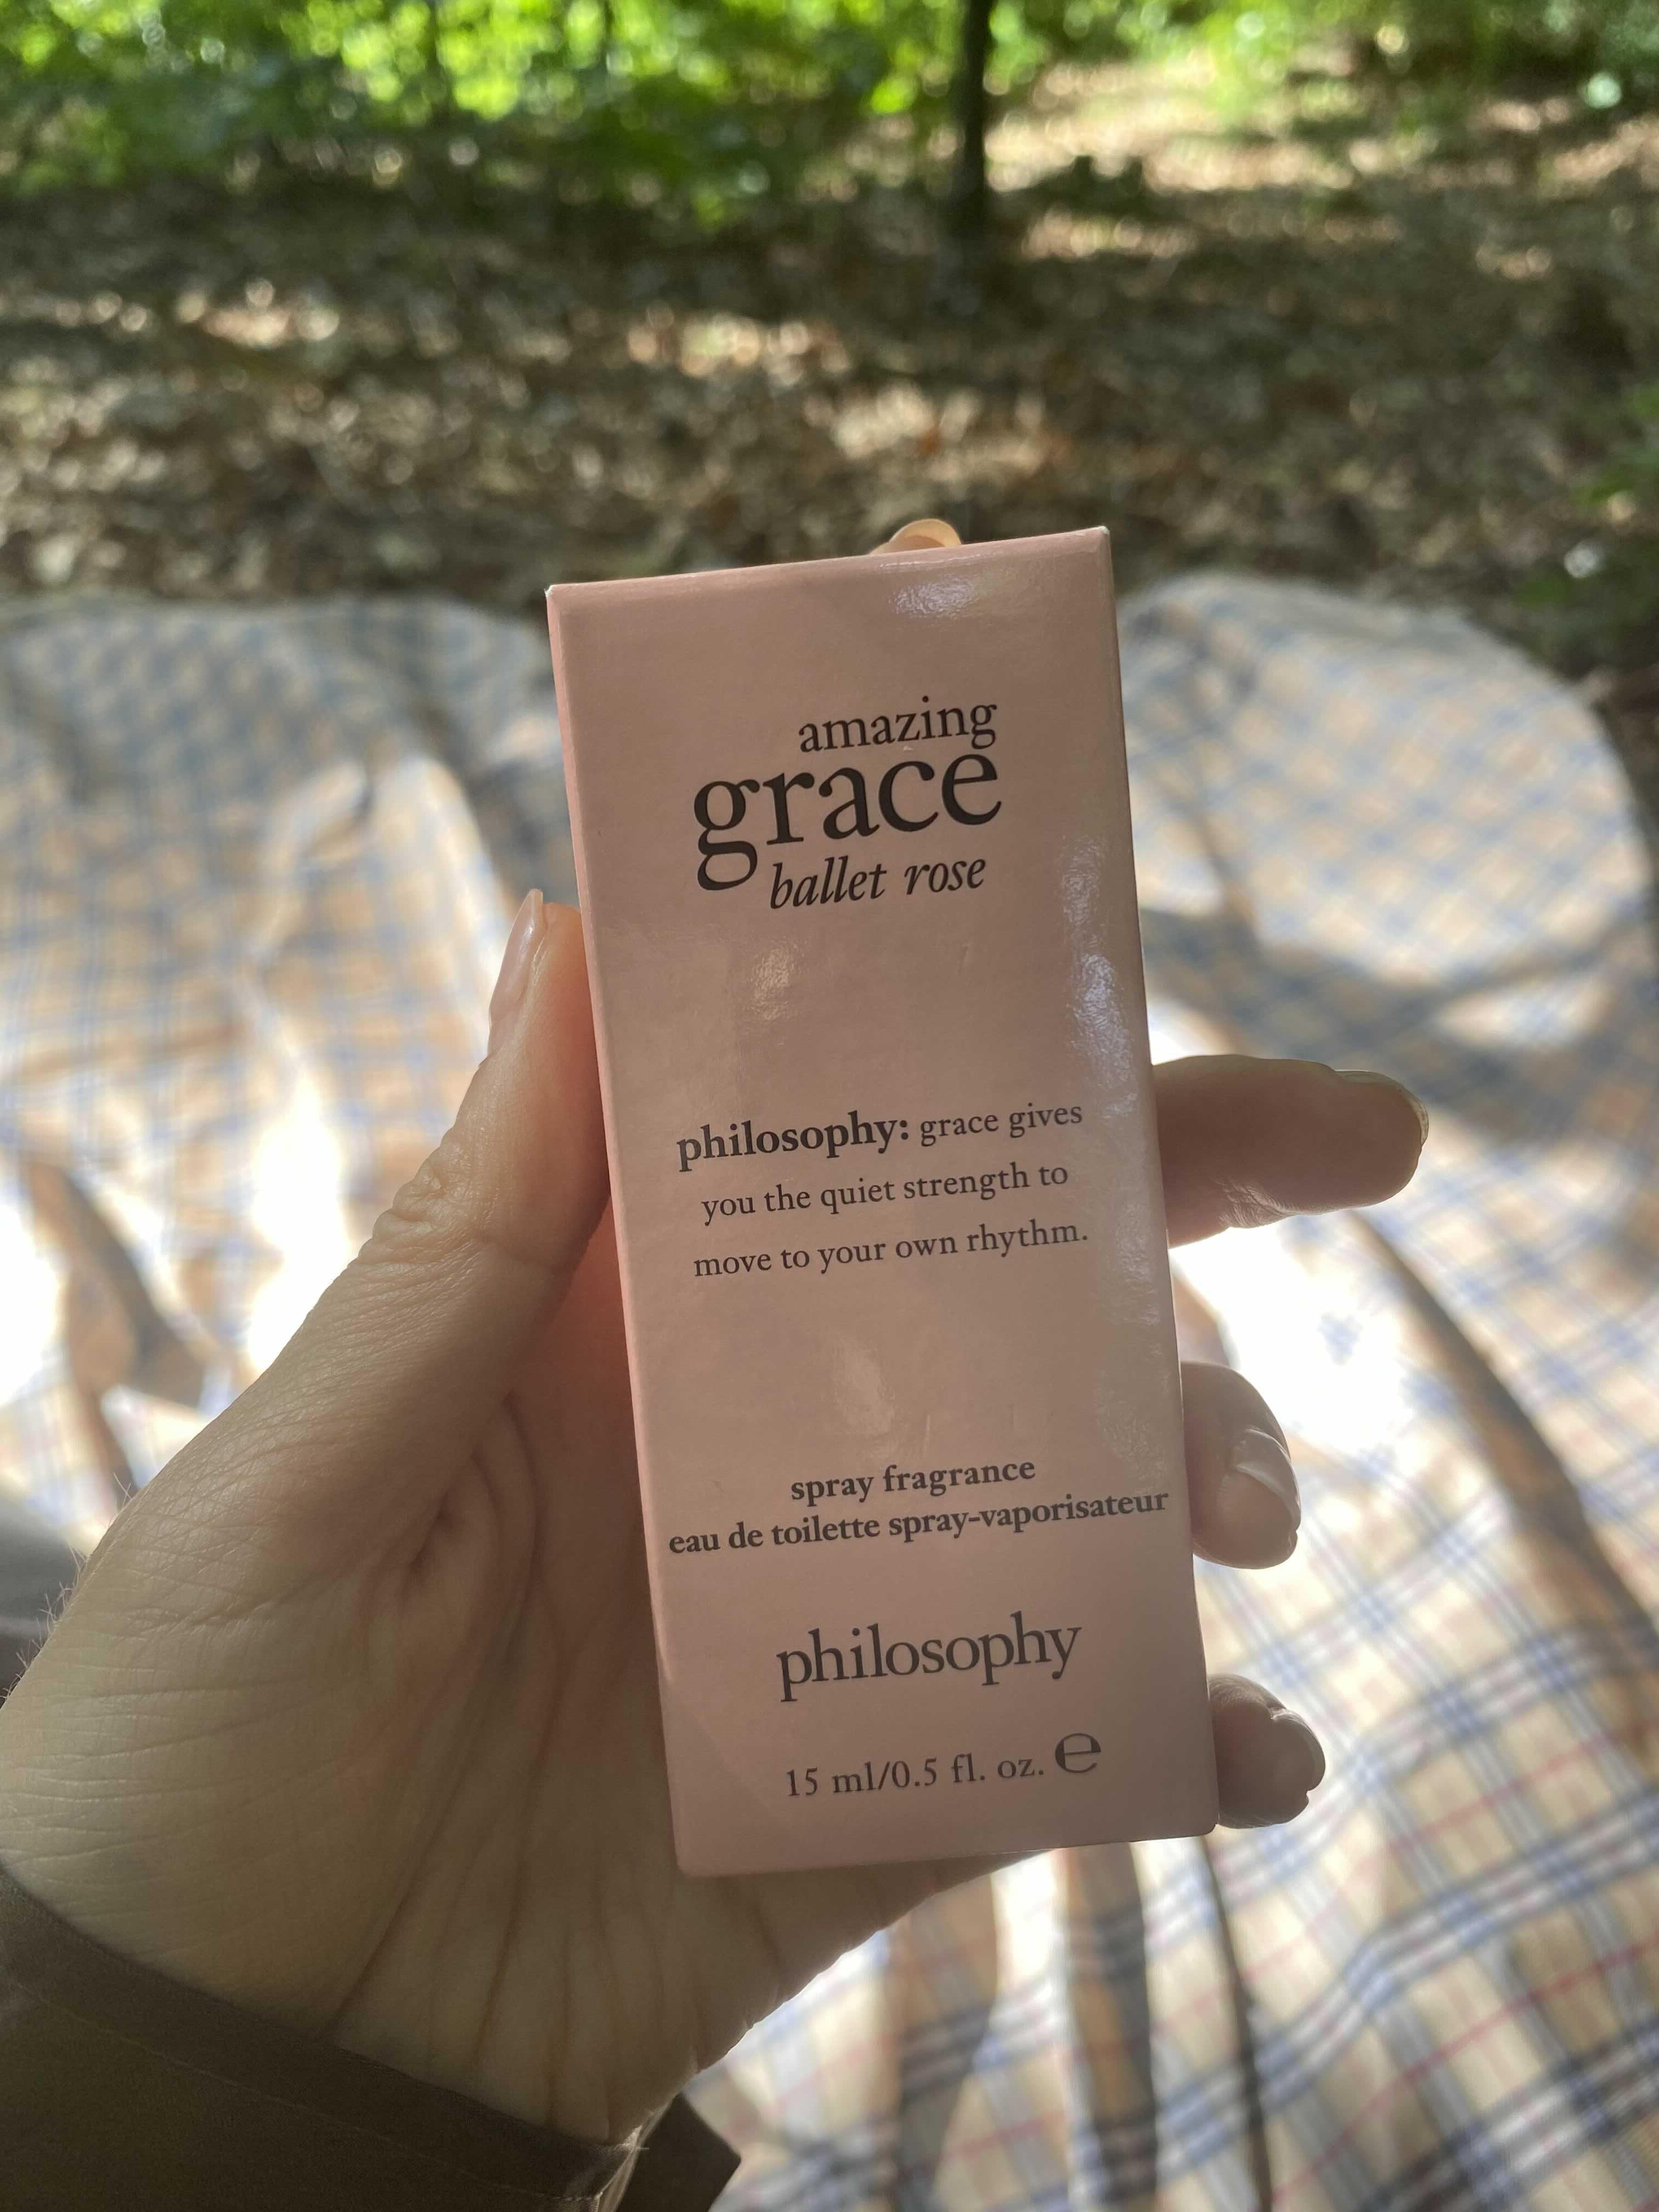 amazing
grace
ballet rose
philosophy: grace gives
you the quiet strength to
move to your own rhythm.
spray fragrance
eau de toilette spray-vaporisateur
philosophy
15 ml/0.5 fl. oz. ℮